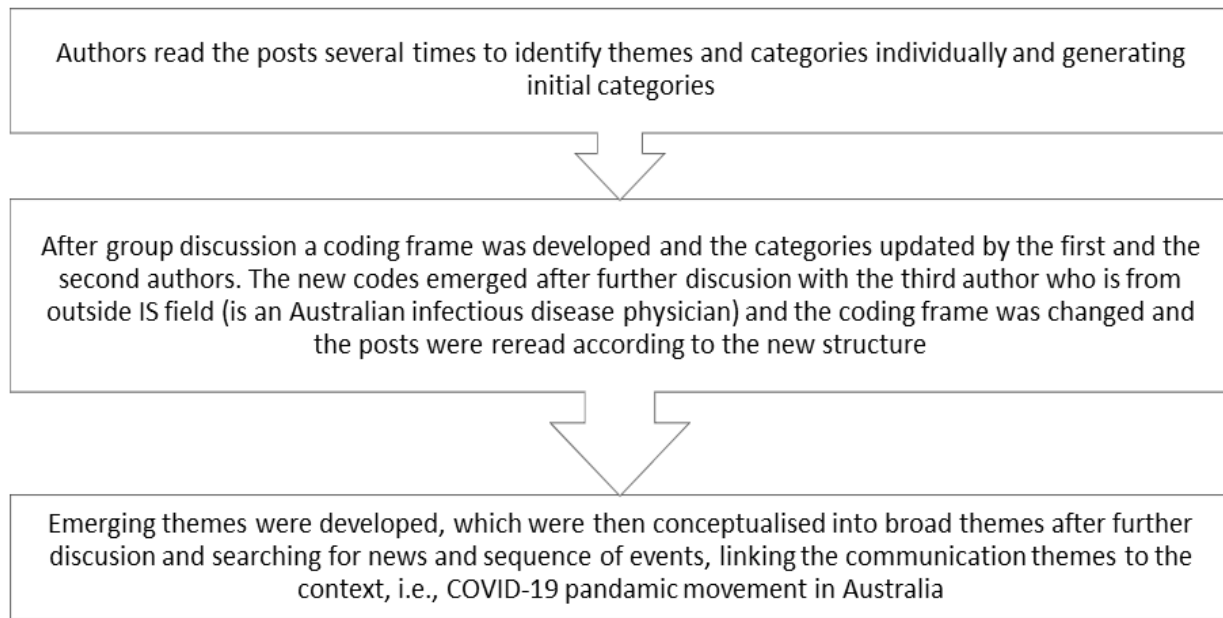 Authors read the posts several times to identify themes and categories individually and generating
initial categories
After group discussion a coding frame was developed and the categories updated by the first and the
second authors. The new codes emerged after further discusion with the third author who is from
outside IS field (is an Australian infectious disease physician) and the coding frame was changed and
the posts were reread according to the new structure
Emerging themes were developed, which were then conceptualised into broad themes after further
discusion and searching for news and sequence of events, linking the communication themes to the
context, i.e., COVID-19 pandamic movement in Australia